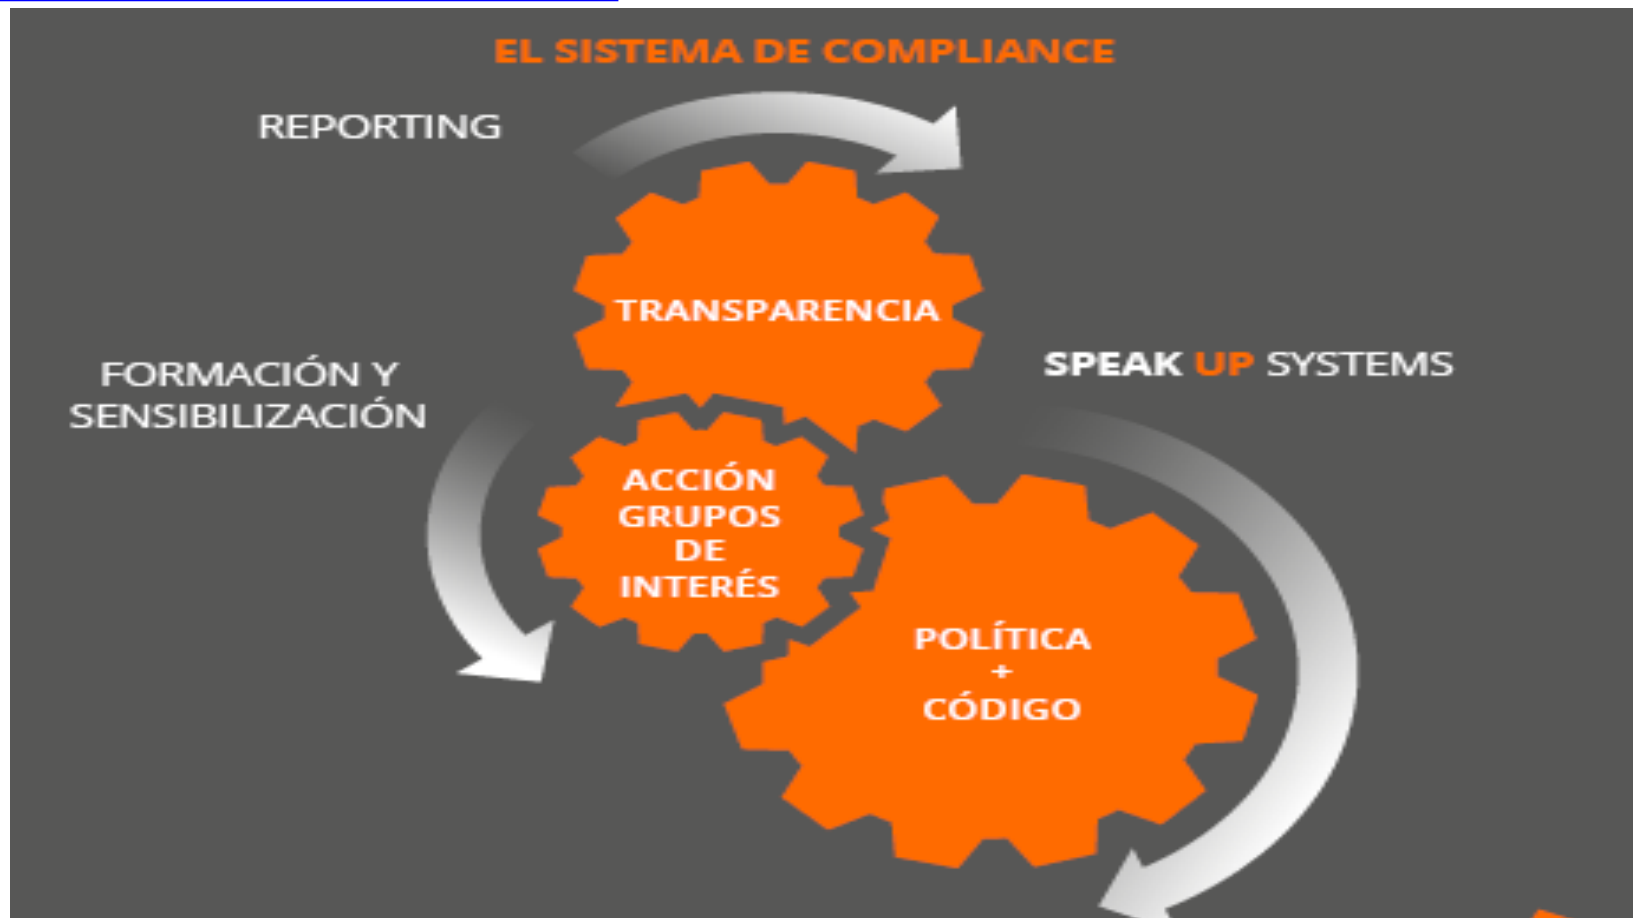 EL SISTEMA DE COMPLIANCE
REPORTING
TRANSPARENCIA
SPEAK UP SYSTEMS
FORMACIÓN Y
SENSIBILIZACIÓN
ACCIÓN
GRUPOS
DE
INTERÉS
POLÍTICA
+
CÓDIGO